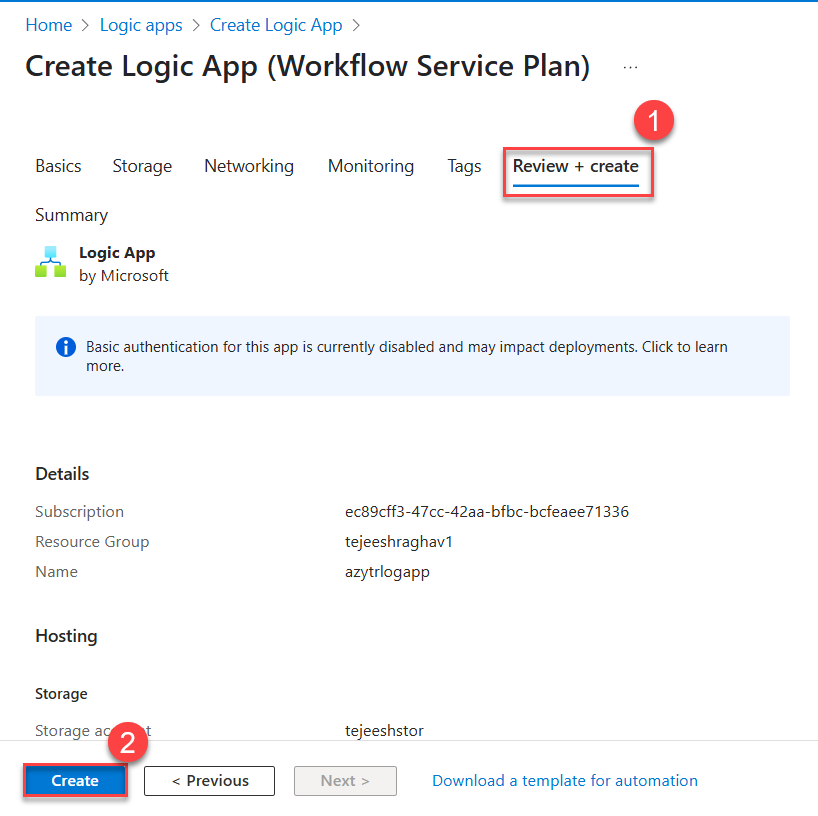 Home > Logic apps > Create Logic App >
Create Logic App (Workflow Service Plan) ...
1
Basics Storage Networking Monitoring Tags Review + create
Summary
Logic App
by Microsoft
Basic authentication for this app is currently disabled and may impact deployments. Click to learn
more.
Details
Subscription ec89cff3-47cc-42aa-bfbc-bcfeaee71336
Resource Group tejeeshraghav1
Name azytrlogapp
Hosting
Storage
Storage ac t tejeeshstor
2
Create < Previous Next > Download a template for automation